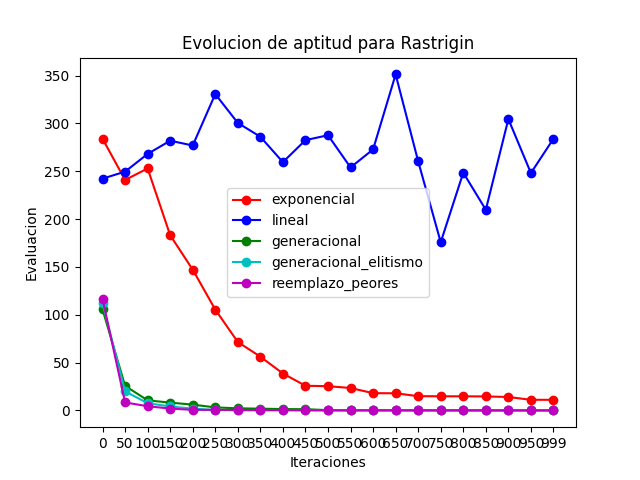 Evolucion de aptitud para Rastrigin
350
300
250
200
150
100
50
0
Evaluacion
exponencial
lineal
generacional
generacional_elitismo
reemplazo_peores
0 50 100 150 200 250 300 350 400 450 500 550 600 650 700 750 800 850 900 950 999
Iteraciones